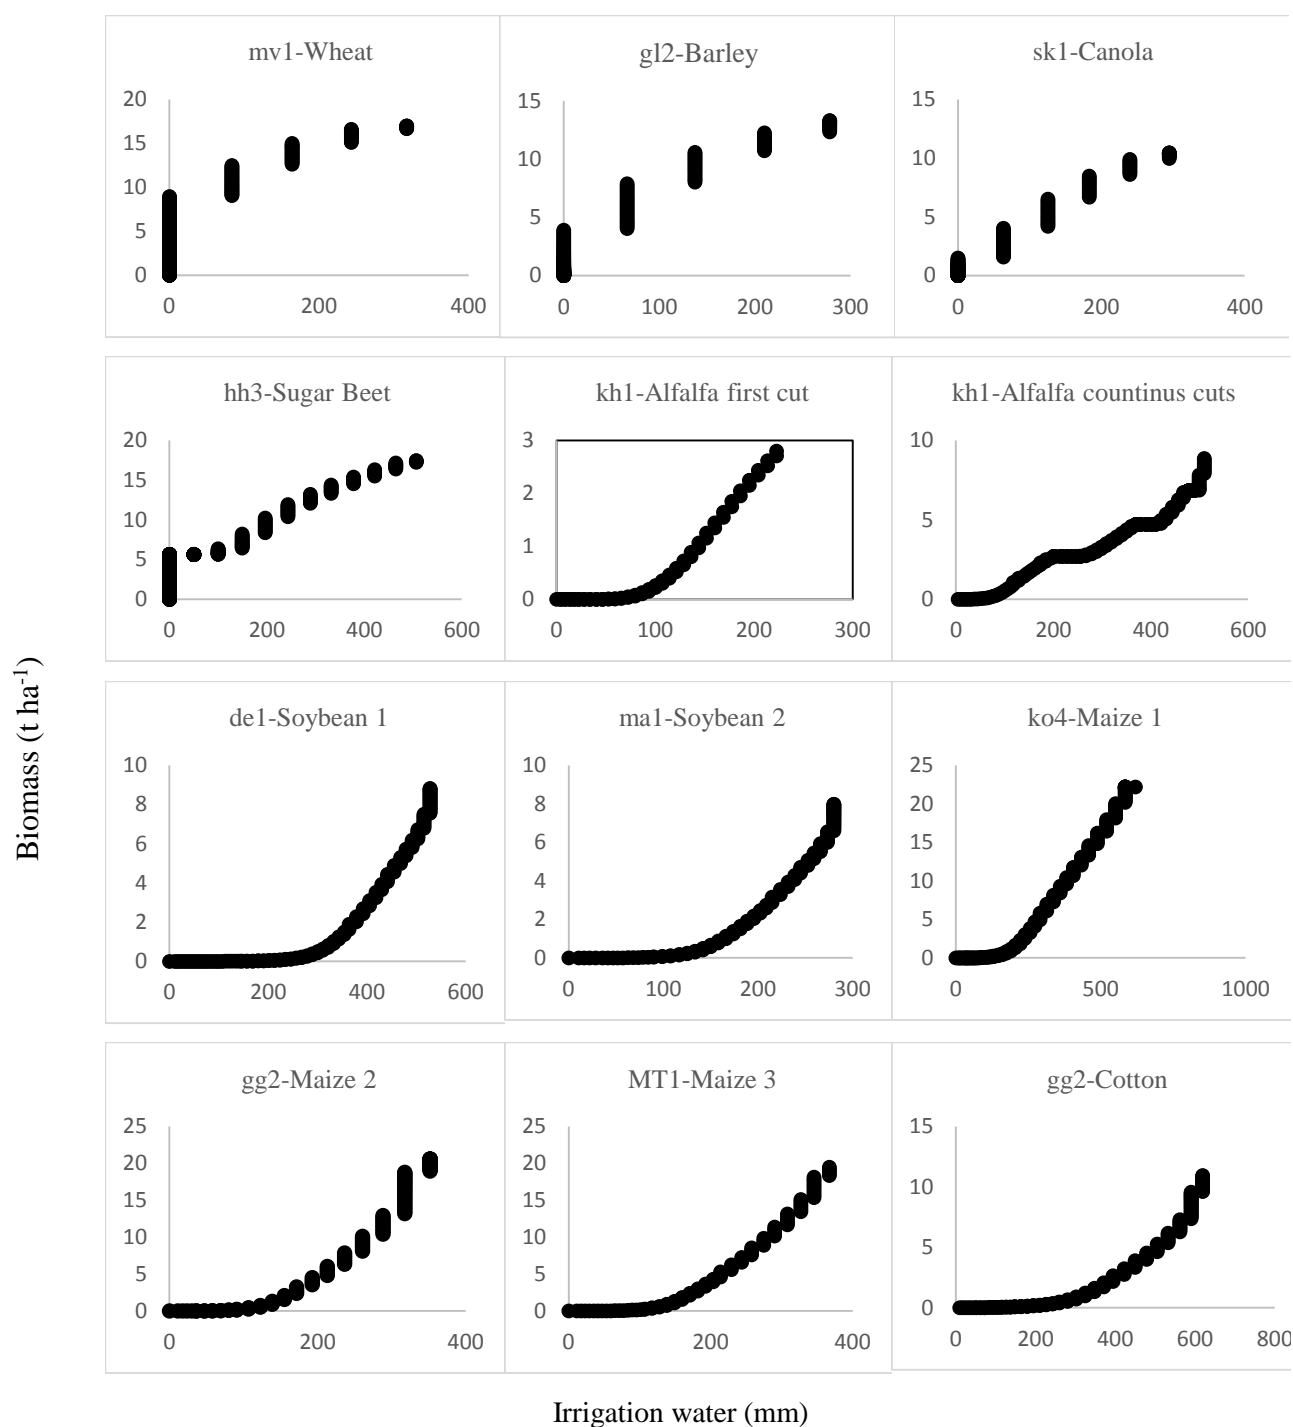 mv1-Wheat
20
15
10
5
0
0 200 400
gl2-Barley
15
10
5
0
0 100 200 300
sk1-Canola
15
10
5
0
0 200 400
hh3-Sugar Beet
20
15
10
5
0
0 200 400 600
kh1-Alfalfa first cut
3
2
1
0
0 100 200 300
kh1-Alfalfa countinus cuts
10
5
0
0 200 400 600
Biomass (t ha-1)
de1-Soybean 1
10
8
6
4
2
0
0 200 400 600
ma1-Soybean 2
10
8
6
4
2
0
0 100 200 300
ko4-Maize 1
25
20
15
10
5
0
0 500 1000
gg2-Maize 2
25
20
15
10
5
0
0 200 400
MT1-Maize 3
25
20
15
10
5
0
0 200 400
gg2-Cotton
15
10
5
0
0 200 400 600 800
Irrigation water (mm)